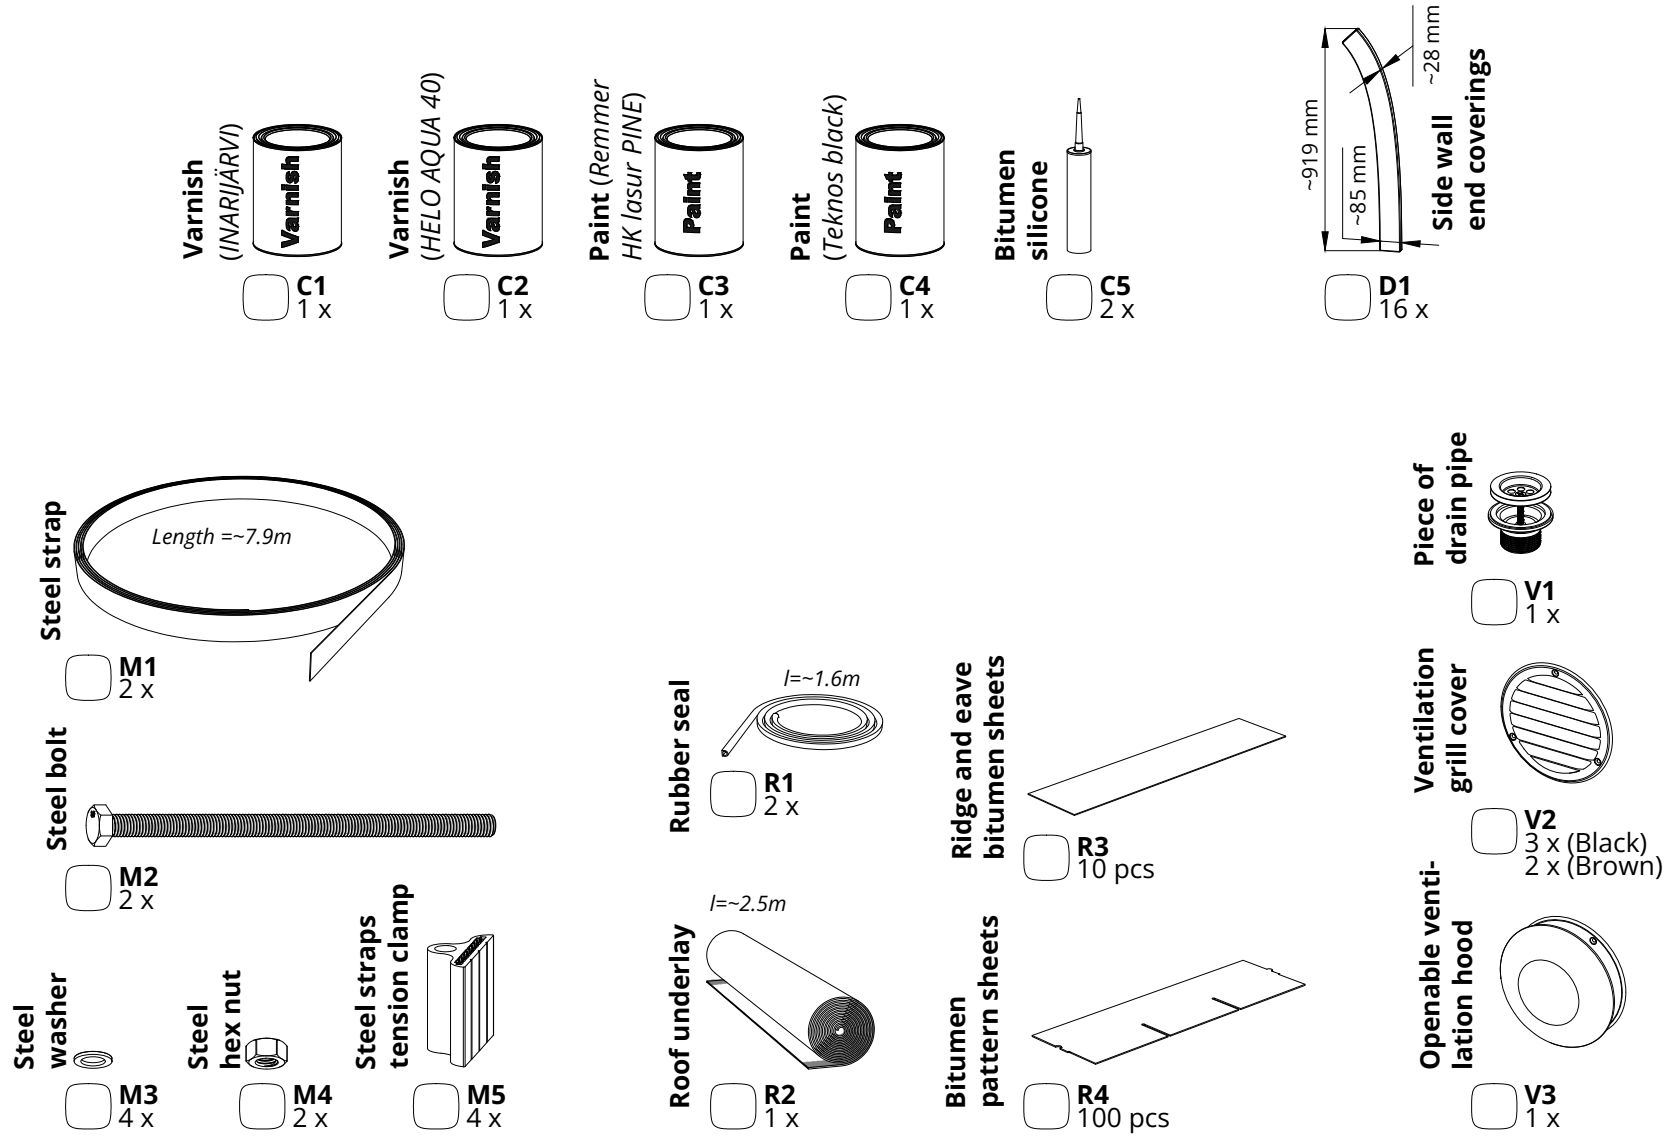 Varnish
(INARIJÄRVI)
Varnish
C1
1 x
Varnish
(HELO AQUA 40)
Varnish
C2
1 x
Paint (Remmer
HK lasur PINE)
Paint
C3
1 x
Paint
(Teknos black)
Paint
C4
1 x
Bitumen
silicone
C5
2 x
~919 mm
~85 mm
~28 mm
Side wall
end coverings
D1
16 x
Steel strap
Length =~7.9m
M1
2 x
Steel bolt
M2
2 x
Steel
washer
M3
4 x
Steel
hex nut
M4
2 x
Steel straps
tension clamp
M5
4 x
Rubber seal
l=~1.6m
R1
2 x
Roof underlay
l=~2.5m
R2
1 x
Ridge and eave
bitumen sheets
R3
10 pcs
Bitumen
pattern sheets
R4
100 pcs
Piece of
drain pipe
V1
1 x
Ventilation
grill cover
V2
3 x (Black)
2 x (Brown)
Openable venti-
lation hood
V3
1 x